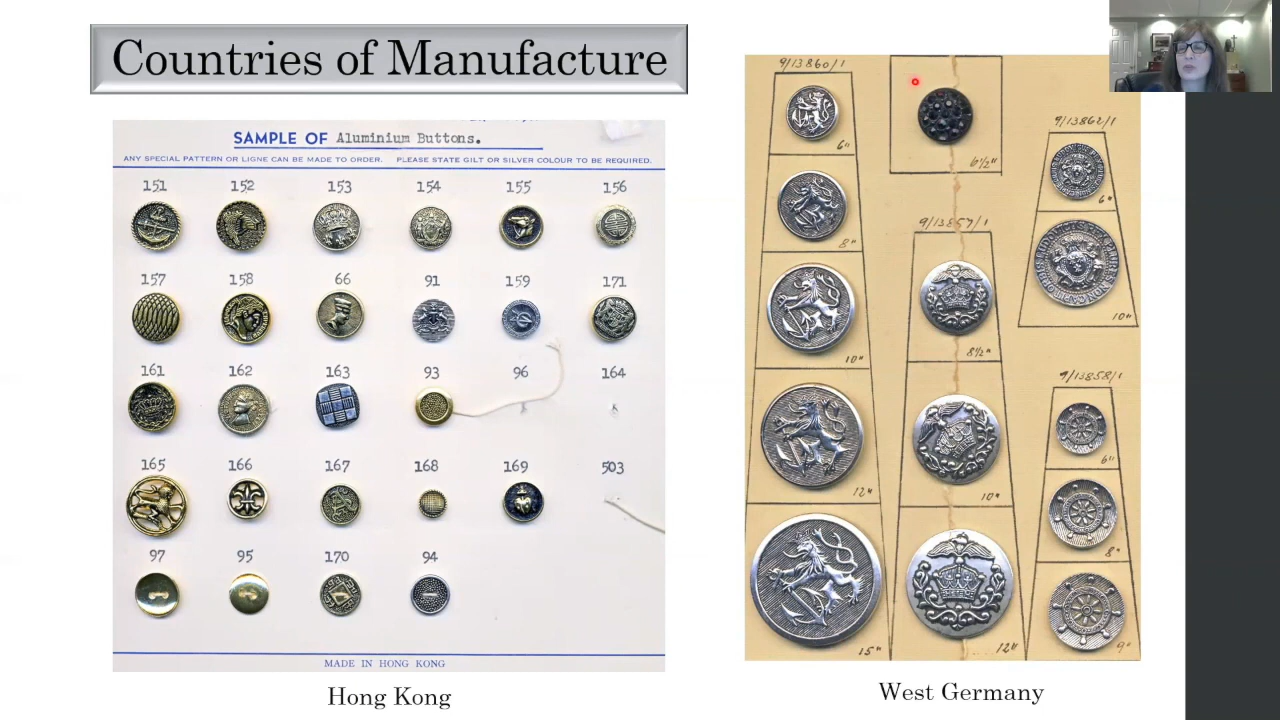 Countries of Manufacture
SAMPLE OF Aluminium Buttons.
ANY SPECIAL PATTERN OR LIGNE CAN BE MADE TO ORDER. PLEASE STATE GILT OR SILVER COLOUR TO BE REQUIRED.
151 152 153 154 155 156
157 158 66 91 159 171
161 162 163 93 96 164
165 166 167 168 169 503
97 95 170 94
MADE IN HONG KONG
Hong Kong
9/13860/1
6"
8"
10"
12"
15"
6½"
9/13857/1
8½"
10"
12"
9/13862/1
6"
10"
9/13858/1
6"
8"
9"
West Germany